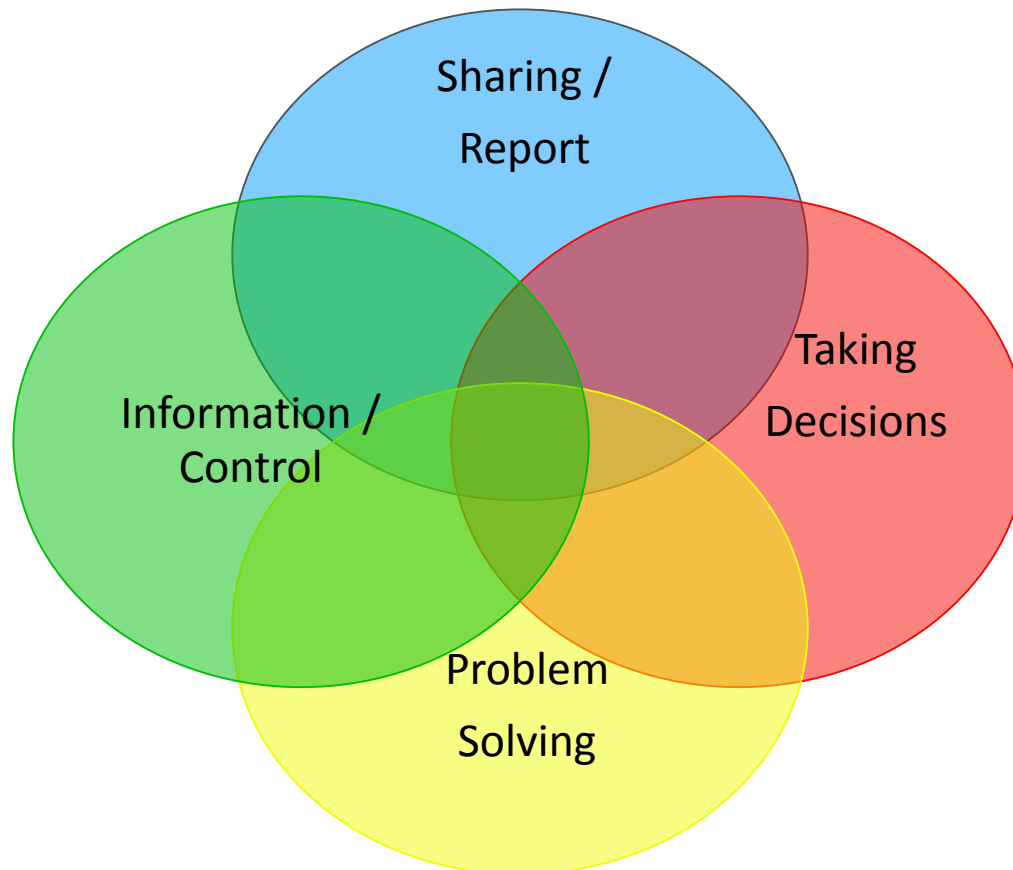 Sharing /
Report
Taking
Decisions
Information /
Control
Problem
Solving